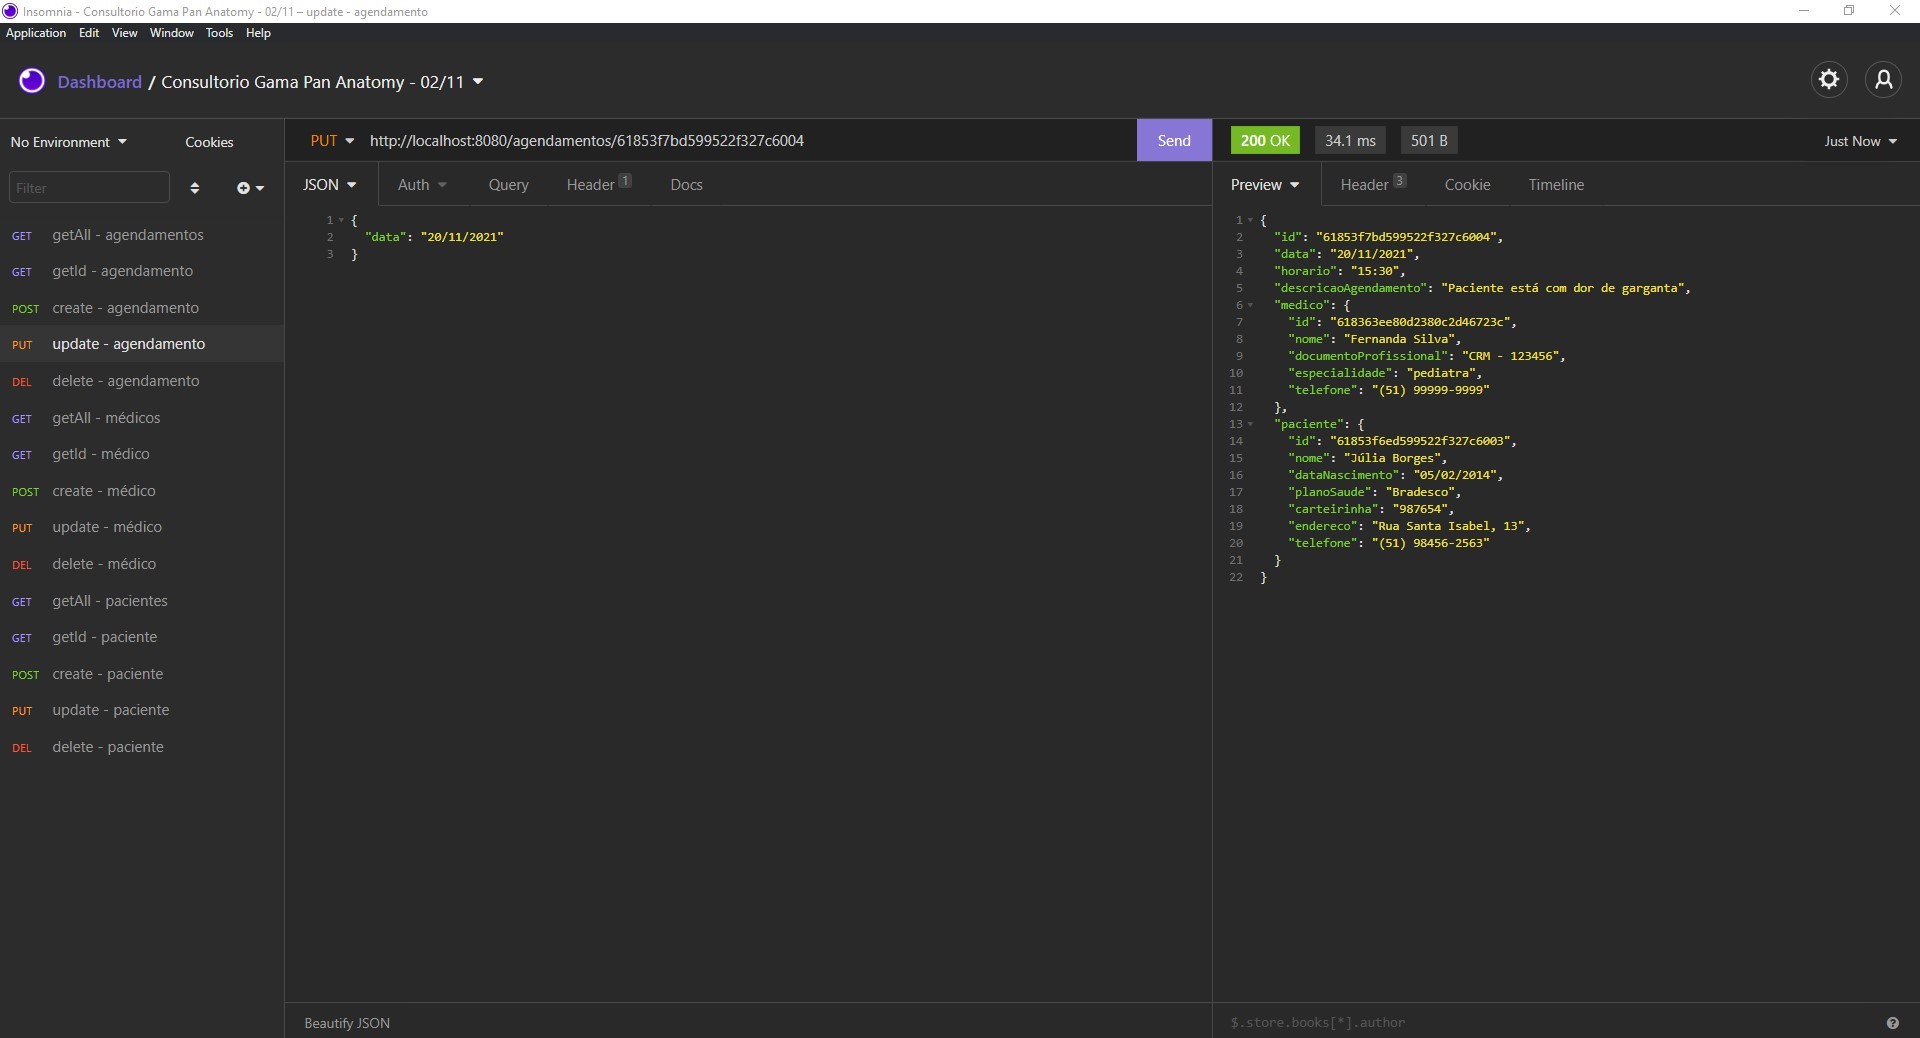 Insomnia - Consultorio Gama Pan Anatomy - 02/11 – update - agendamento
Application Edit View Window Tools Help
Dashboard / Consultorio Gama Pan Anatomy - 02/11
No Environment Cookies
Filter
GET getAll - agendamentos
GET getId - agendamento
POST create - agendamento
PUT update - agendamento
DEL delete - agendamento
GET getAll - médicos
GET getId - médico
POST create - médico
PUT update - médico
DEL delete - médico
GET getAll - pacientes
GET getId - paciente
POST create - paciente
PUT update - paciente
DEL delete - paciente
PUT http://localhost:8080/agendamentos/61853f7bd599522f327c6004 Send
JSON Auth Query Header 1 Docs
1 {
2 "data": "20/11/2021"
3 }
Beautify JSON
200 OK 34.1 ms 501 B Just Now
Preview Header 3 Cookie Timeline
1 {
2 "id": "61853f7bd599522f327c6004",
3 "data": "20/11/2021",
4 "horario": "15:30",
5 "descricaoAgendamento": "Paciente está com dor de garganta",
6 "medico": {
7 "id": "618363ee80d2380c2d46723c",
8 "nome": "Fernanda Silva",
9 "documentoProfissional": "CRM - 123456",
10 "especialidade": "pediatra",
11 "telefone": "(51) 99999-9999"
12 },
13 "paciente": {
14 "id": "61853f6ed599522f327c6003",
15 "nome": "Júlia Borges",
16 "dataNascimento": "05/02/2014",
17 "planoSaude": "Bradesco",
18 "carteirinha": "987654",
19 "endereco": "Rua Santa Isabel, 13",
20 "telefone": "(51) 98456-2563"
21 }
22 }
$.store.books[*].author